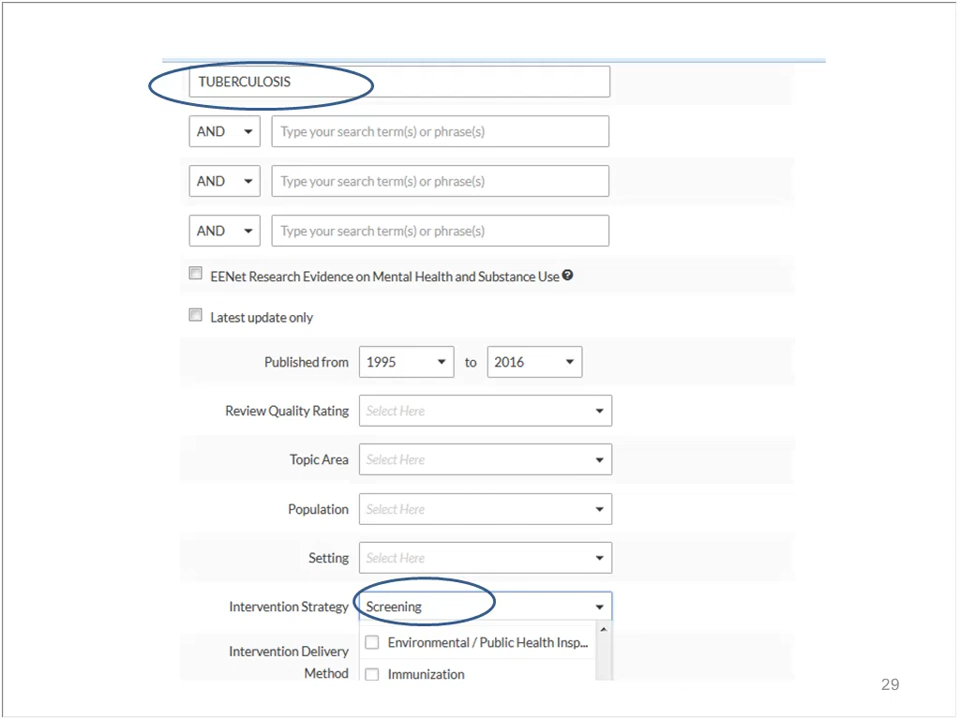 TUBERCULOSIS
AND Type your search term(s) or phrase(s)
AND Type your search term(s) or phrase(s)
AND Type your search term(s) or phrase(s)
EENet Research Evidence on Mental Health and Substance Use ?
Latest update only
Published from 1995 to 2016
Review Quality Rating Select Here
Topic Area Select Here
Population Select Here
Setting Select Here
Intervention Strategy Screening
Environmental / Public Health Insp...
Intervention Delivery
Method
Immunization
29